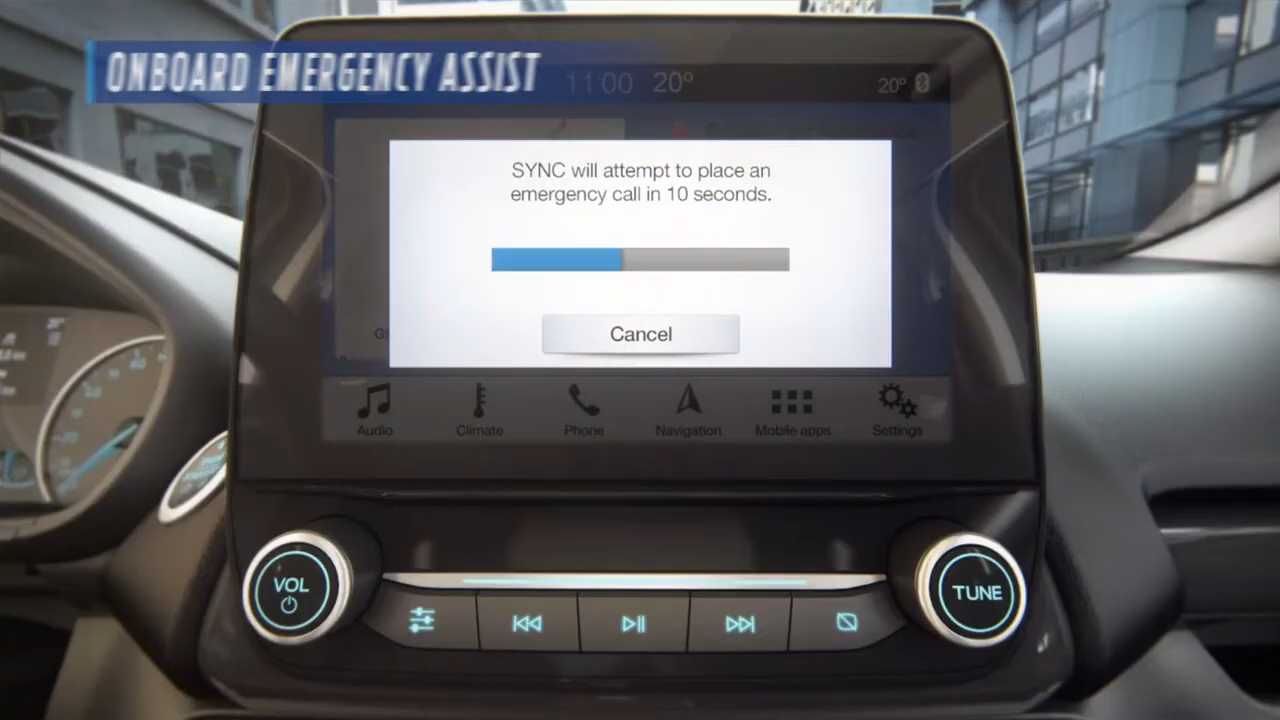 ONBOARD EMERGENCY ASSIST
11:00 20°
20°
SYNC will attempt to place an
emergency call in 10 seconds.
Cancel
Audio
Climate
Phone
Navigation
Mobile apps
Settings
VOL
TUNE